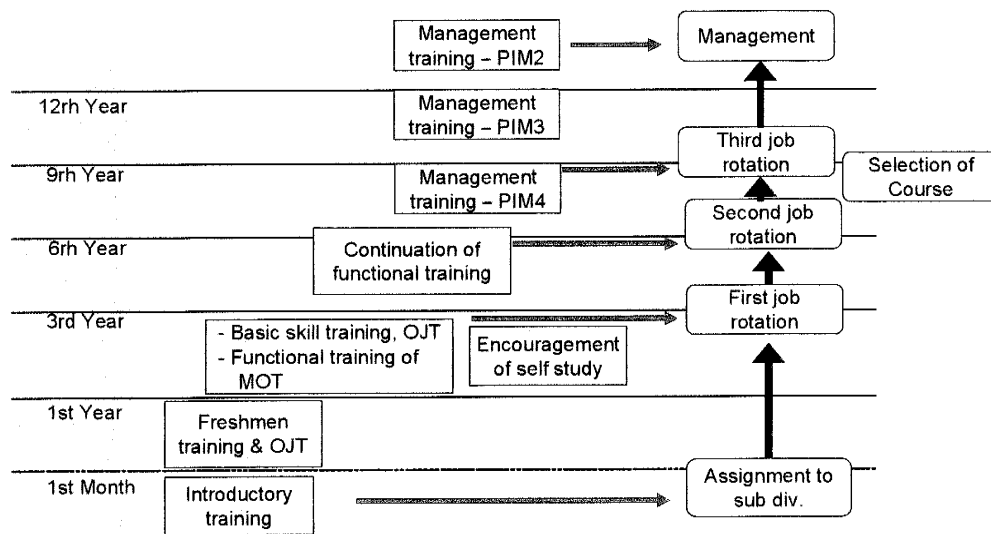 Management
training – PIM2
Management
12rh Year
Management
training – PIM3
Third job
rotation
9rh Year
Management
training – PIM4
Selection of
Course
Second job
rotation
6rh Year
Continuation of
functional training
First job
rotation
3rd Year
- Basic skill training, OJT
- Functional training of
MOT
Encouragement
of self study
1st Year
Freshmen
training & OJT
1st Month
Introductory
training
Assignment to
sub div.